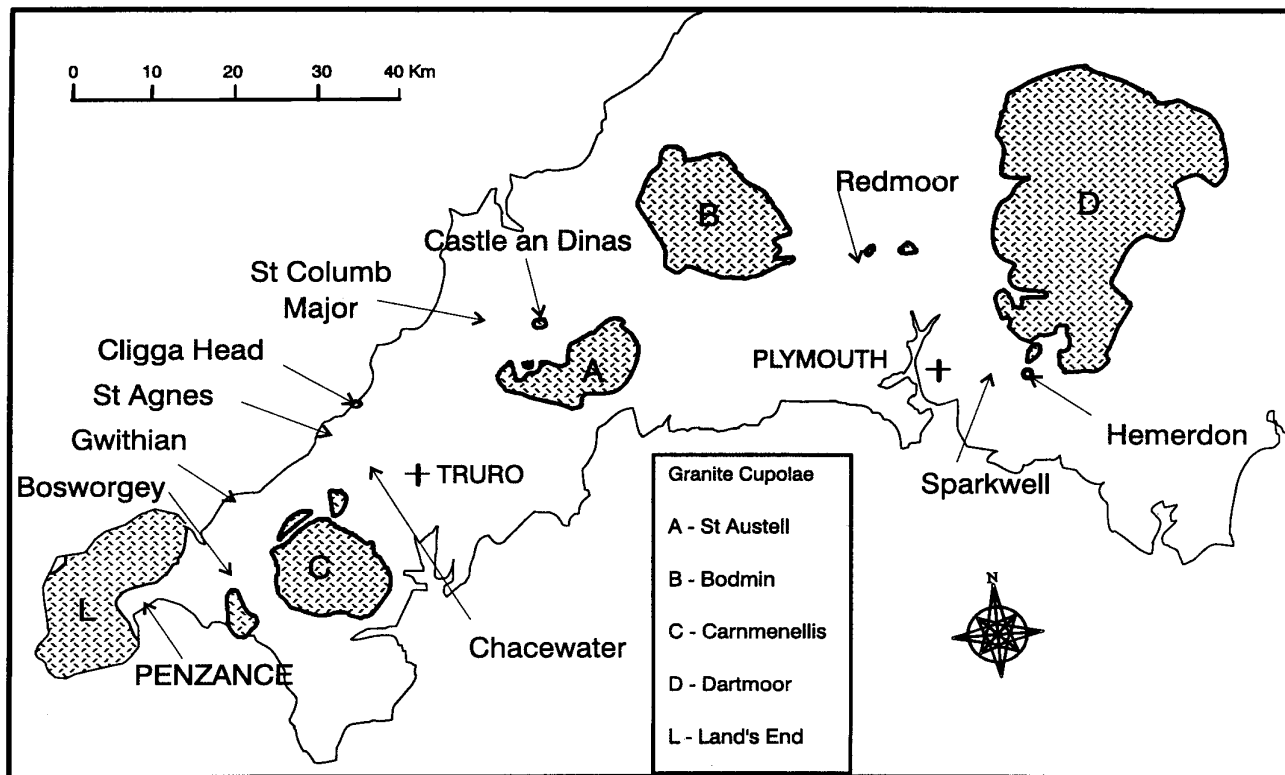 0 10 20 30 40 Km
Redmoor
B
D
Castle an Dinas
St Columb
Major
Cligga Head
PLYMOUTH
A
St Agnes
Gwithian
Hemerdon
Bosworgey
TRURO
Sparkwell
C
L
Chacewater
PENZANCE
Granite Cupolae
A - St Austell
B - Bodmin
C - Carnmenellis
D - Dartmoor
L - Land's End
N